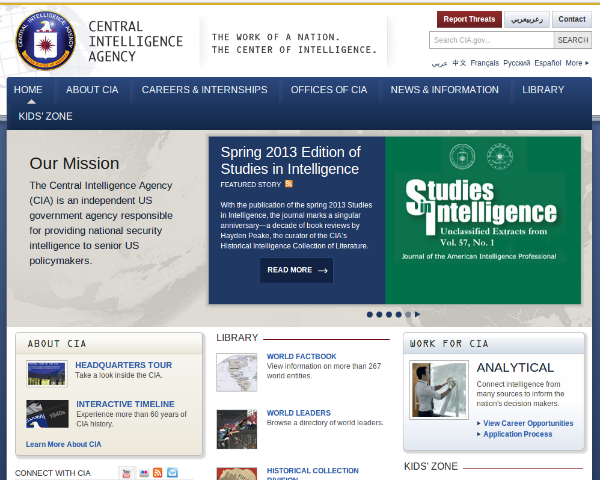 CENTRAL
INTELLIGENCE
AGENCY
THE WORK OF A NATION.
THE CENTER OF INTELLIGENCE.
Report Threats
Contact
Search CIA.gov...
SEARCH
عربي 中文 Français Русский Español More
HOME ABOUT CIA CAREERS & INTERNSHIPS OFFICES OF CIA NEWS & INFORMATION LIBRARY
KIDS' ZONE
Our Mission
The Central Intelligence Agency
(CIA) is an independent US
government agency responsible
for providing national security
intelligence to senior US
policymakers.
Spring 2013 Edition of
Studies in Intelligence
FEATURED STORY
With the publication of the spring 2013 Studies
in Intelligence, the journal marks a singular
anniversary—a decade of book reviews by
Hayden Peake, the curator of the CIA's
Historical Intelligence Collection of Literature.
READ MORE
Studies
in Intelligence
Unclassified Extracts from
Vol. 57, No. 1
Journal of the American Intelligence Professional
ABOUT CIA
HEADQUARTERS TOUR
Take a look inside the CIA.
INTERACTIVE TIMELINE
Experience more than 60 years of
CIA history.
Learn More About CIA
CONNECT WITH CIA
LIBRARY
WORLD FACTBOOK
View information on more than 267
world entities.
WORLD LEADERS
Browse a directory of world leaders.
HISTORICAL COLLECTION
DIVISION
WORK FOR CIA
ANALYTICAL
Connect intelligence from
many sources to inform the
nation's decision makers.
View Career Opportunities
Application Process
KIDS' ZONE